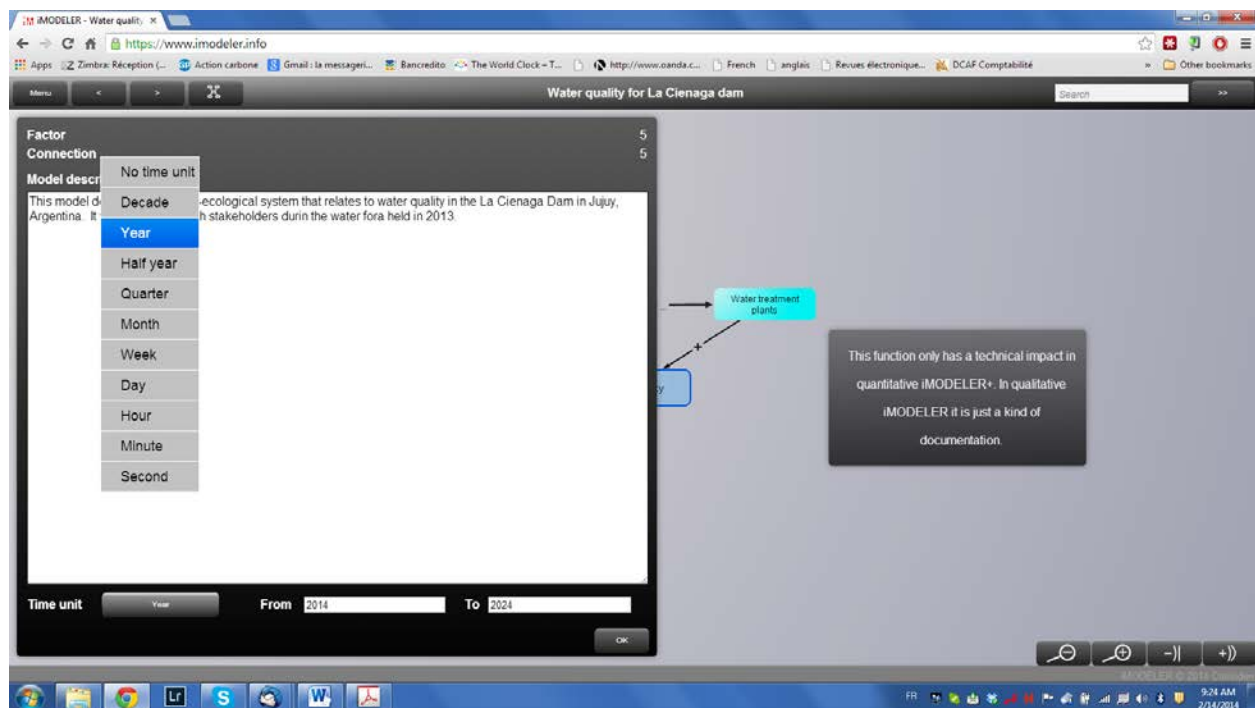 iMODELER - Water quality
https://www.imodeler.info
Apps Zimbra: Réception (... Action carbone Gmail : la messageri... Bancredito The World Clock – T... http://www.oanda.c... French anglais Revues électronique... DCAF Comptabilité » Other bookmarks
Menu < > Water quality for La Cienaga dam Search >>
Factor 5
Connection 5
Model descr
This model d -ecological system that relates to water quality in the La Cienaga Dam in Jujuy,
Argentina. It h stakeholders durin the water fora held in 2013.
No time unit
Decade
Year
Half year
Quarter
Month
Week
Day
Hour
Minute
Second
Water treatment
plants
+
y
This function only has a technical impact in
quantitative iMODELER+. In qualitative
iMODELER it is just a kind of
documentation.
Time unit Year From 2014 To 2024
OK
-)| +))
iMODELER © 2014
Lr S W
FR 9:24 AM
2/14/2014